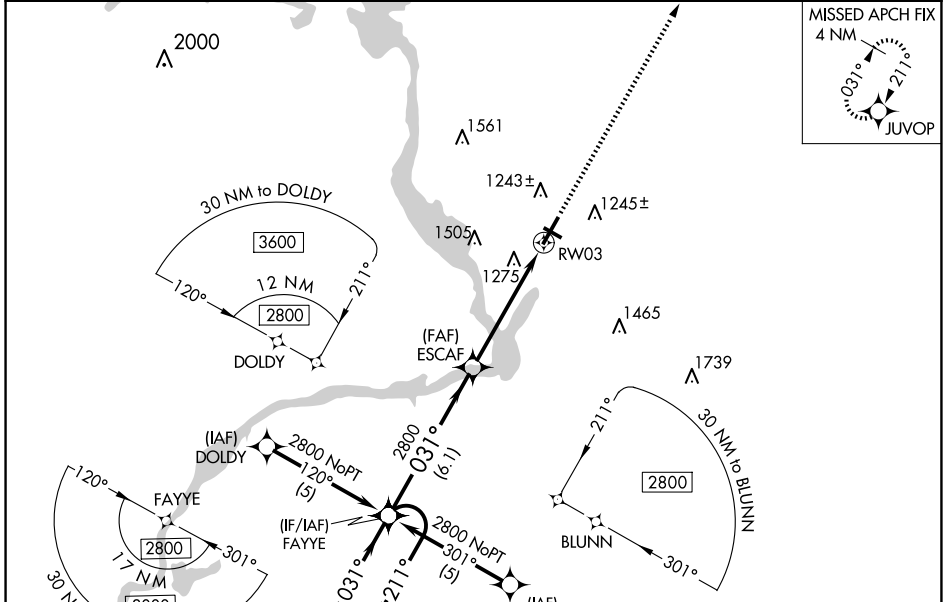 MISSED APCH FIX
4 NM
031°
211°
JUVOP
2000
1561
1243±
1245±
1505
RW03
1275
30 NM to DOLDY
3600
120°
12 NM
211°
2800
DOLDY
1465
(FAF)
ESCAF
1739
2800
031°
(6.1)
211°
30 NM to BLUNN
2800
(IAF)
DOLDY
2800 NoPT
120°
(5)
120°
FAYYE
(IF/IAF)
FAYYE
2800 NoPT
301°
(5)
BLUNN
301°
2800
301°
17 NM
30 N
031°
211°
(IAF)